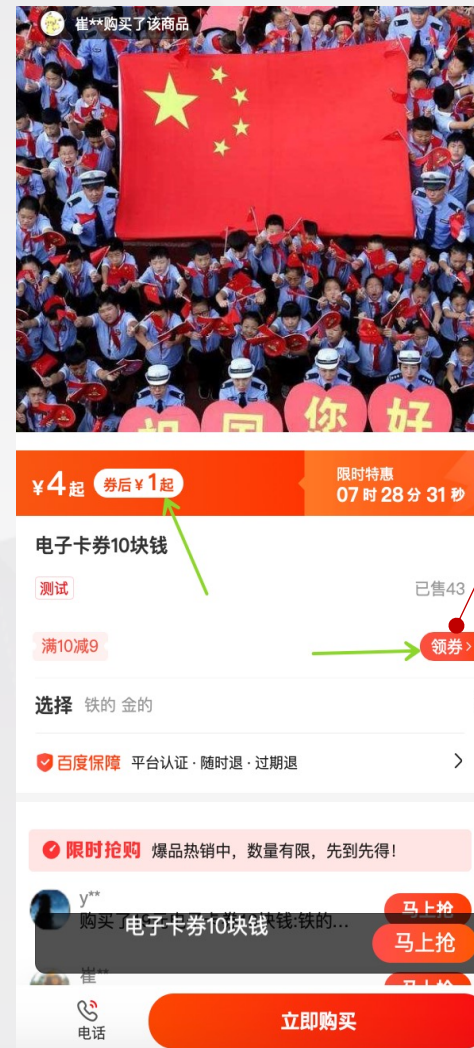 崔**购买了该商品
祖国您好
¥4起 券后¥1起
限时特惠
07时28分31秒
电子卡券10块钱
测试
已售43
满10减9
领券
选择 铁的 金的
百度保障 平台认证·随时退·过期退
限时抢购 爆品热销中，数量有限，先到先得！
y**
马上抢
电子卡券10块钱
马上抢
崔**
马上抢
电话
立即购买